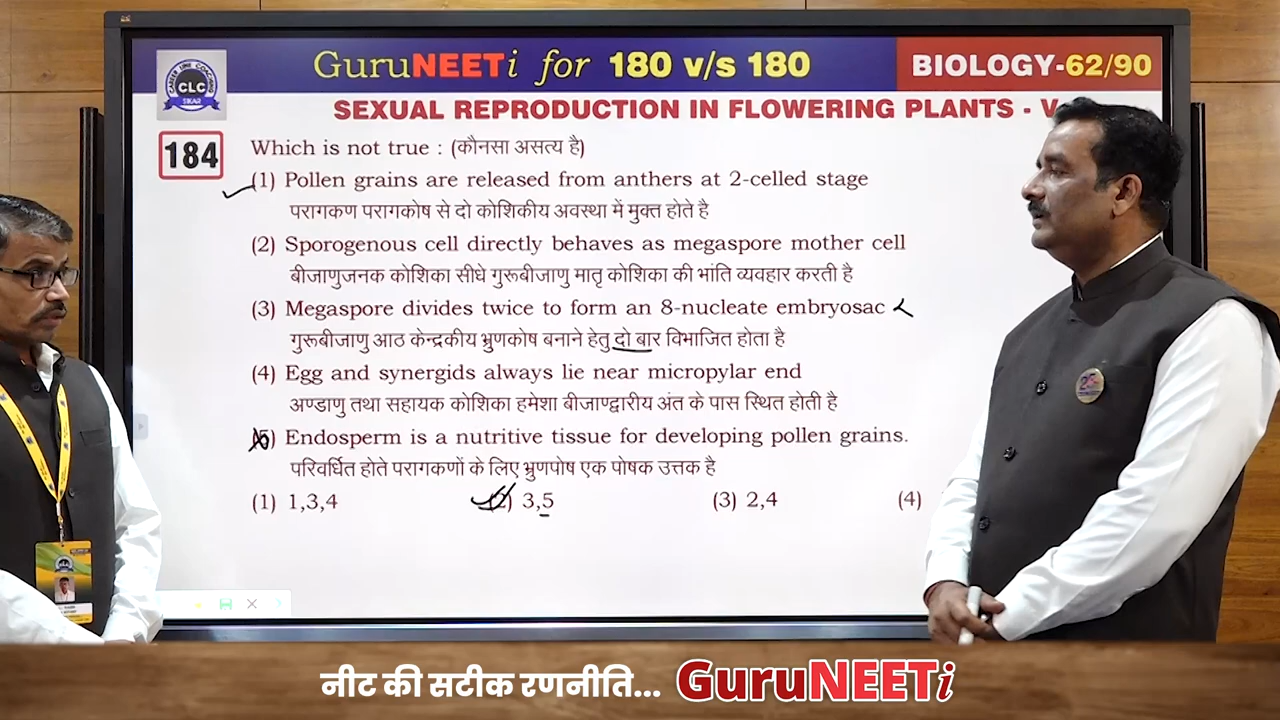 GuruNEETi for 180 v/s 180
BIOLOGY-62/90
CAREER LINE COACHING
CLC
SIKAR
SEXUAL REPRODUCTION IN FLOWERING PLANTS - V
184
Which is not true : (कौनसा असत्य है)
(1) Pollen grains are released from anthers at 2-celled stage
परागकण परागकोष से दो कोशिकीय अवस्था में मुक्त होते है
(2) Sporogenous cell directly behaves as megaspore mother cell
बीजाणुजनक कोशिका सीधे गुरूबीजाणु मातृ कोशिका की भांति व्यवहार करती है
(3) Megaspore divides twice to form an 8-nucleate embryosac
गुरूबीजाणु आठ केन्द्रकीय भ्रुणकोष बनाने हेतु दो बार विभाजित होता है
(4) Egg and synergids always lie near micropylar end
अण्डाणु तथा सहायक कोशिका हमेशा बीजाण्द्वारीय अंत के पास स्थित होती है
(5) Endosperm is a nutritive tissue for developing pollen grains.
परिवर्धित होते परागकणों के लिए भ्रुणपोष एक पोषक उत्तक है
(1) 1,3,4 (2) 3,5 (3) 2,4 (4)
नीट की सटीक रणनीति... GuruNEETi